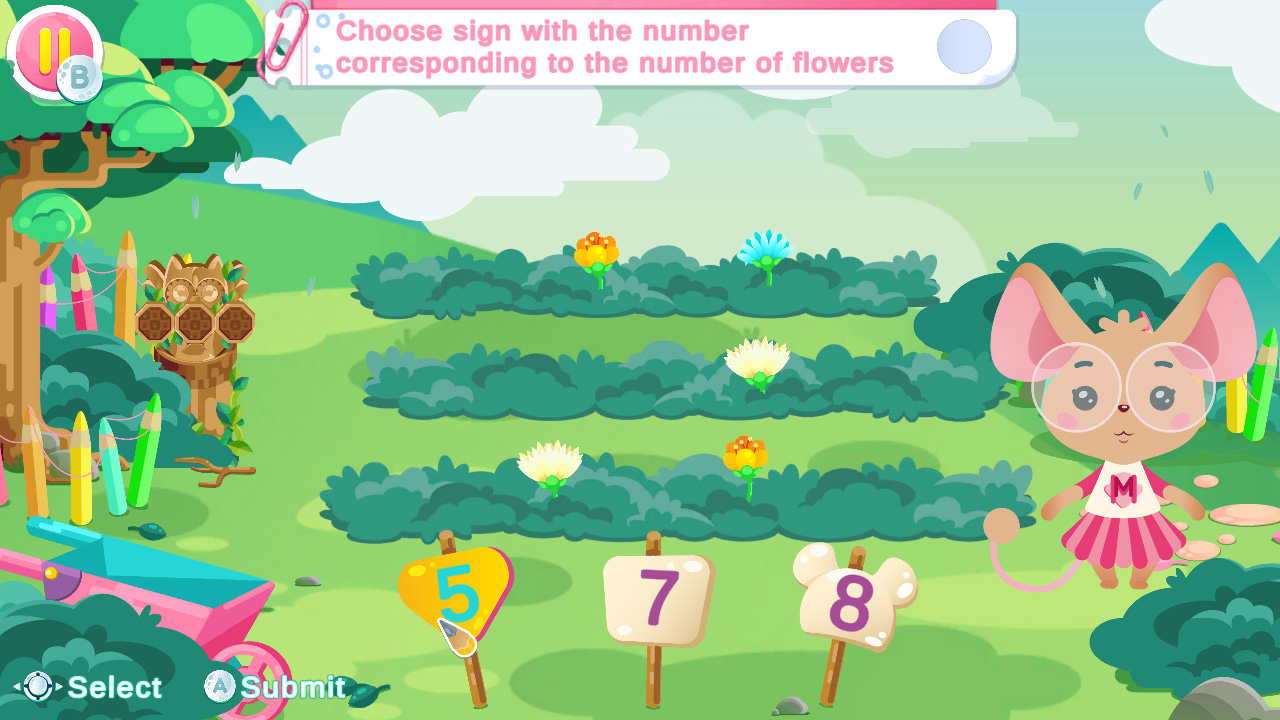 Choose sign with the number
corresponding to the number of flowers
B
M
5
7
8
Select
A Submit